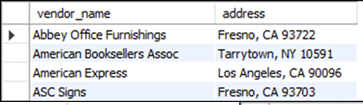 vendor_name address
Abbey Office Furnishings Fresno, CA 93722
American Booksellers Assoc Tarrytown, NY 10591
American Express Los Angeles, CA 90096
ASC Signs Fresno, CA 93703